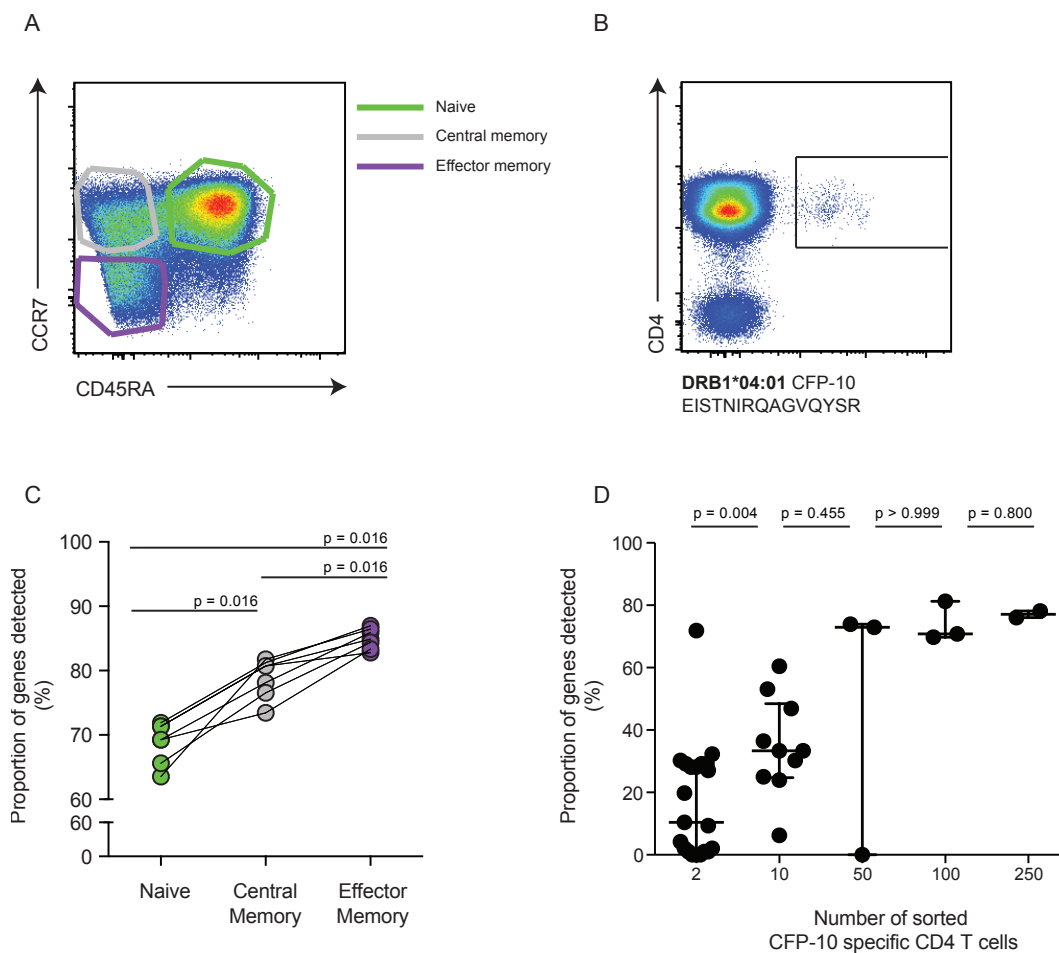 A
CCR7
CD45RA
Naive
Central memory
Effector memory
B
CD4
DRB1*04:01 CFP-10
EISTNIRQAGVQYSR
C
Proportion of genes detected
(%)
100
90
80
70
60
60
0
p = 0.016
p = 0.016
p = 0.016
Naive
Central
Memory
Effector
Memory
D
p = 0.004
p = 0.455
p > 0.999
p = 0.800
Proportion of genes detected
(%)
100
80
60
40
20
0
2
10
50
100
250
Number of sorted
CFP-10 specific CD4 T cells